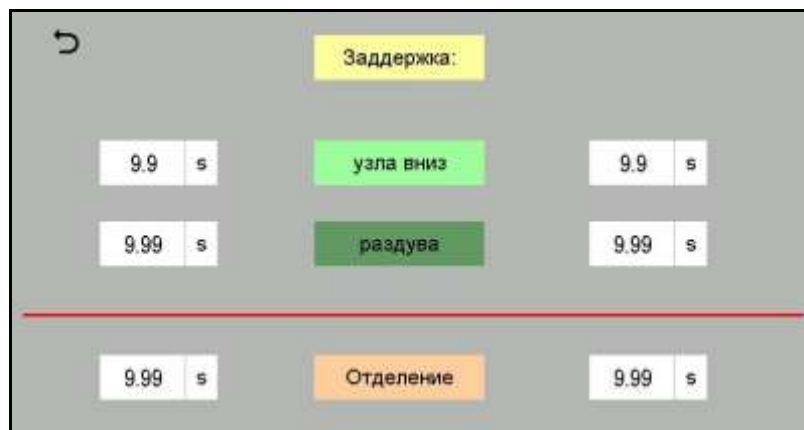 Заддержка:
9.9 s узла вниз 9.9 s
9.99 s раздува 9.99 s
9.99 s Отделение 9.99 s